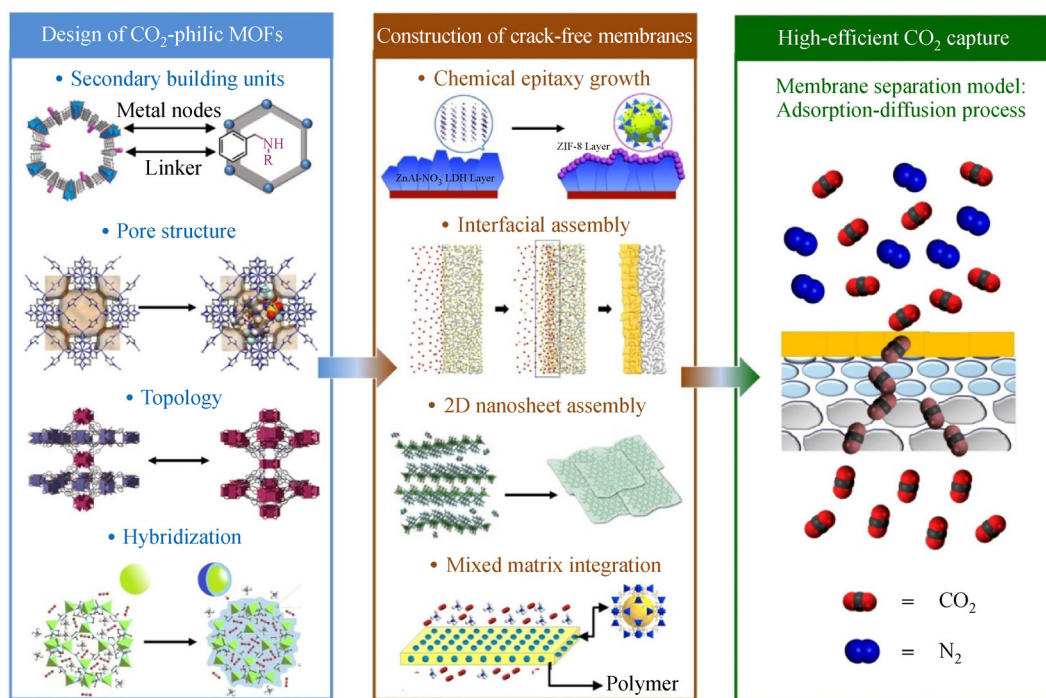 Design of CO₂-philic MOFs
• Secondary building units
Metal nodes
Linker
NH
R
• Pore structure
• Topology
• Hybridization
Construction of crack-free membranes
• Chemical epitaxy growth
ZIF-8 Layer
ZnAl-NO₃ LDH Layer
• Interfacial assembly
• 2D nanosheet assembly
• Mixed matrix integration
Polymer
High-efficient CO₂ capture
Membrane separation model:
Adsorption-diffusion process
= CO₂
= N₂